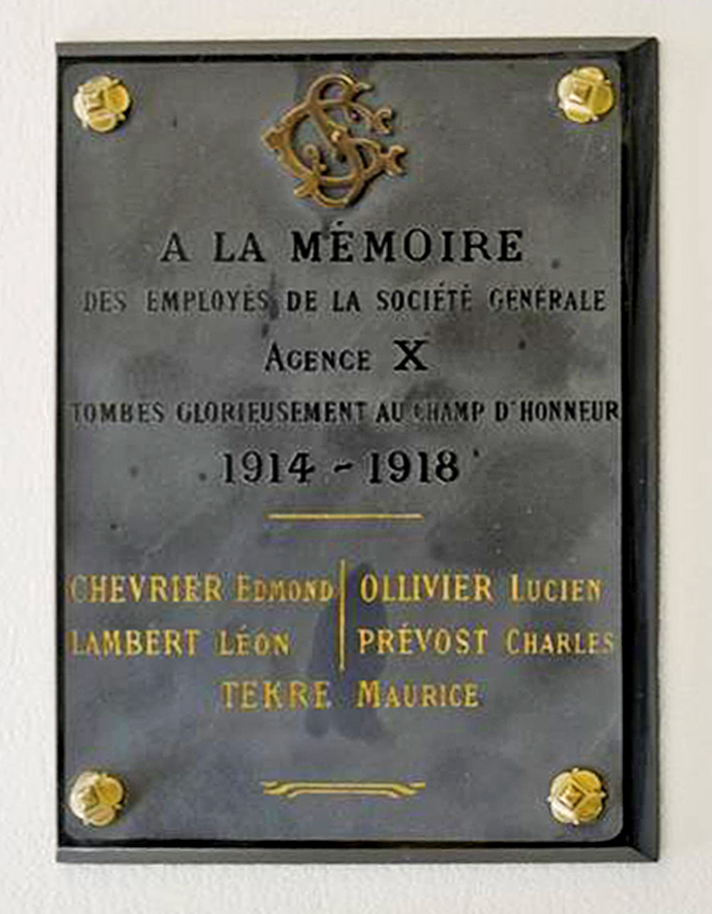 SG
A LA MÉMOIRE
DES EMPLOYÉS DE LA SOCIÉTÉ GÉNÉRALE
AGENCE X
TOMBÉS GLORIEUSEMENT AU CHAMP D'HONNEUR
1914 - 1918
CHEVRIER EDMOND OLLIVIER LUCIEN
LAMBERT LÉON PRÉVOST CHARLES
TEKRE MAURICE